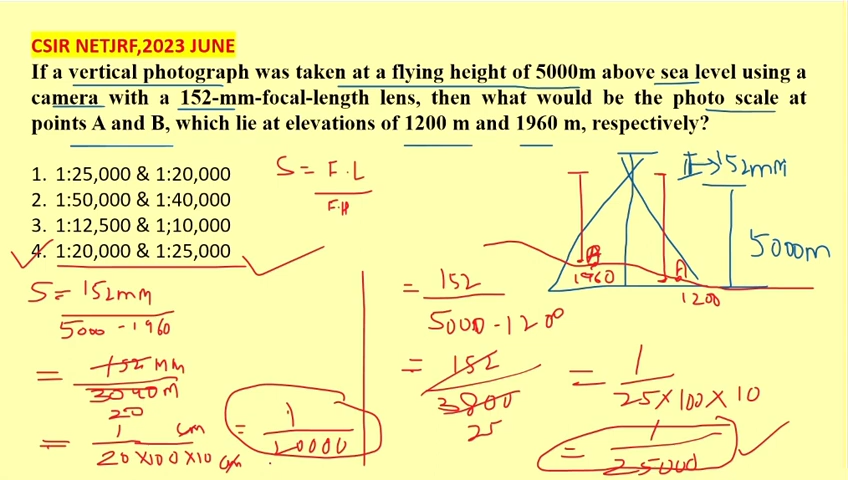 CSIR NETJRF,2023 JUNE
If a vertical photograph was taken at a flying height of 5000m above sea level using a
camera with a 152-mm-focal-length lens, then what would be the photo scale at
points A and B, which lie at elevations of 1200 m and 1960 m, respectively?
1. 1:25,000 & 1:20,000
2. 1:50,000 & 1:40,000
3. 1:12,500 & 1;10,000
4. 1:20,000 & 1:25,000
S = F.L
F.H
152mm
5000m
1960
A
1200
S = 152mm
5000 - 1960
= 152 MM
3040 M
20
= 1 cm
20 x 100 x 10 cm
= 1
20000
= 152
5000 - 1200
= 152
3800
25
= 1
25 x 100 x 10
= 1
25000